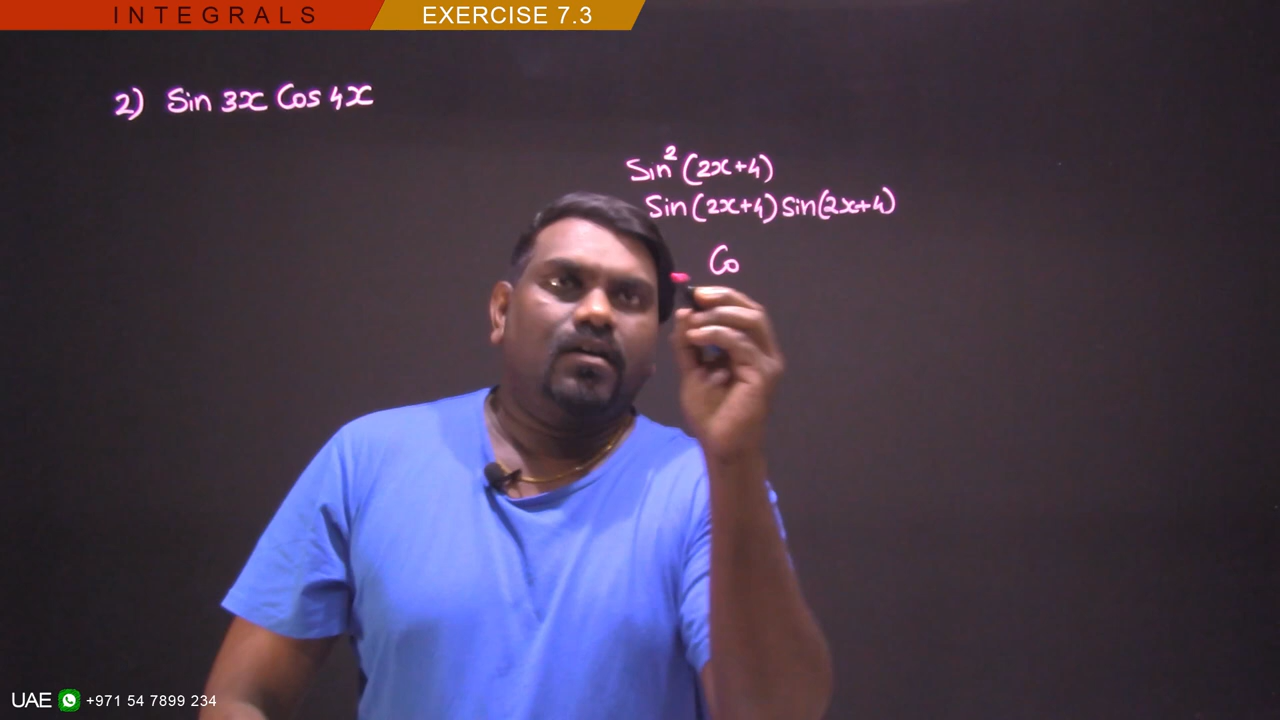 INTEGRALS EXERCISE 7.3
2) Sin 3x Cos 4x
Sin² (2x+4)
Sin (2x+4) Sin(2x+4)
Co
UAE +971 54 7899 234